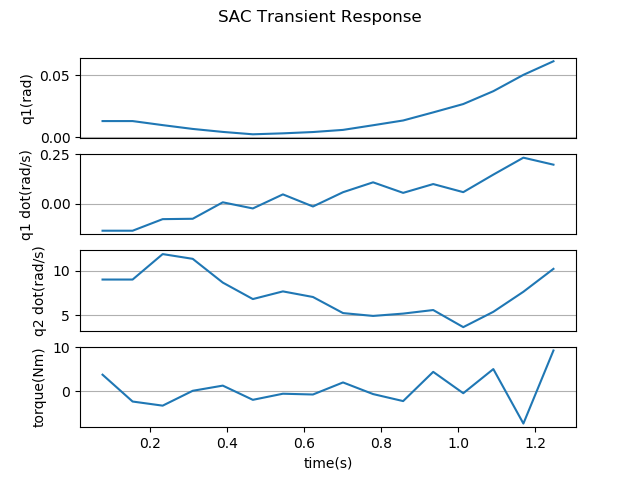 SAC Transient Response
0.05
0.00
q1(rad)
0.25
0.00
q1 dot(rad/s)
10
5
q2 dot(rad/s)
10
0
torque(Nm)
0.2 0.4 0.6 0.8 1.0 1.2
time(s)